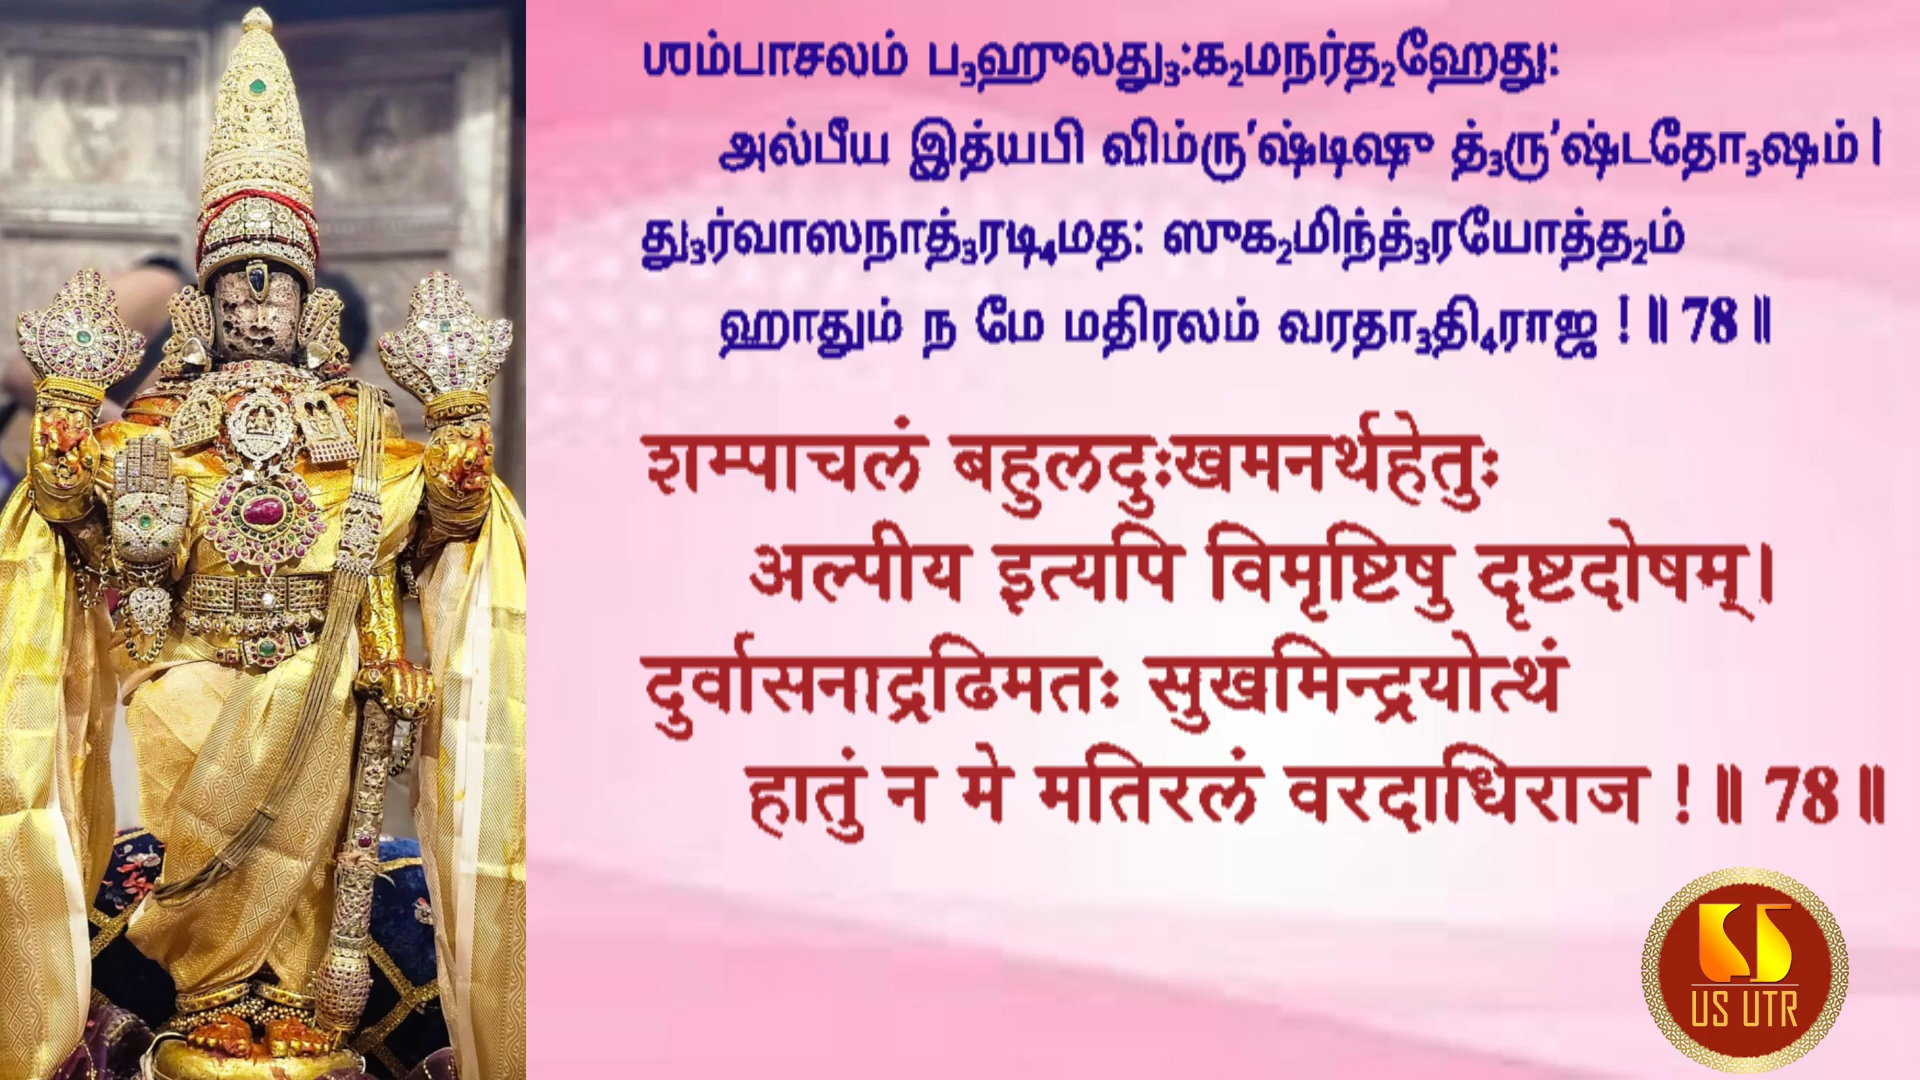 ஶம்பாசலம் ப₃ஹுலது₃:க₂மநர்த₂ஹேது:
அல்பீய இத்யபி விம்ரு'ஷ்டிஷு த்₃ரு'ஷ்டதோ₃ஷம்।
து₃ர்வாஸநாத்₃ரடி₄மத: ஸுக₂மிந்த்₃ரயோத்த₂ம்
ஹாதும் ந மே மதிரலம் வரதா₃தி₄ராஜ ! ॥ 78 ॥
शम्पाचलं बहुलदुःखमनर्थहेतुः
अल्पीय इत्यपि विमृष्टिषु दृष्टदोषम्।
दुर्वासनाद्रढिमतः सुखमिन्द्रयोत्थं
हातुं न मे मतिरलं वरदाधिराज ! ॥ 78 ॥
US
US UTR